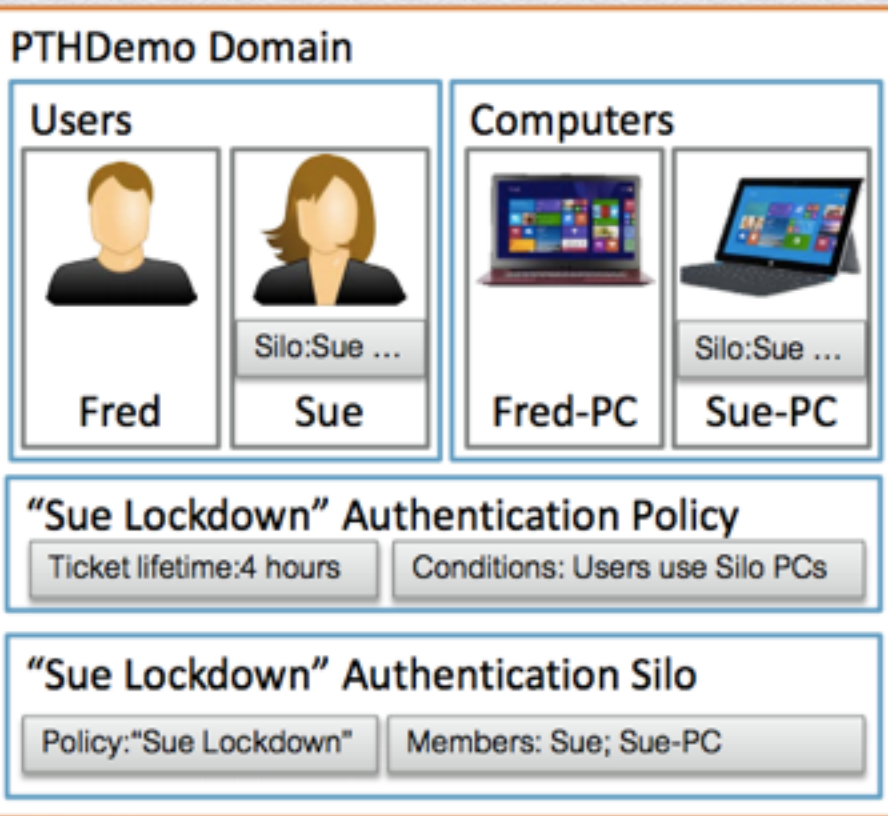 PTHDemo Domain
Users
Computers
Silo:Sue ...
Silo:Sue ...
Fred
Sue
Fred-PC
Sue-PC
“Sue Lockdown” Authentication Policy
Ticket lifetime:4 hours
Conditions: Users use Silo PCs
“Sue Lockdown” Authentication Silo
Policy:"Sue Lockdown"
Members: Sue; Sue-PC